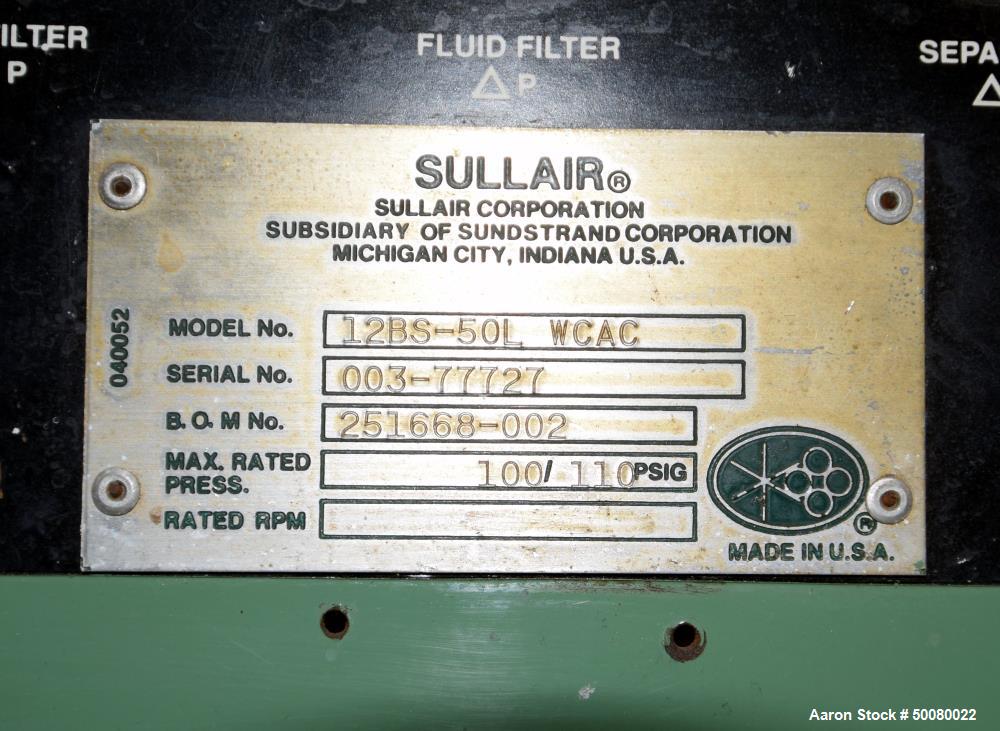 ILTER
P
FLUID FILTER
△P
SEPA
△
SULLAIR®
SULLAIR CORPORATION
SUBSIDIARY OF SUNDSTRAND CORPORATION
MICHIGAN CITY, INDIANA U.S.A.
040052
MODEL No. 12BS-50L WCAC
SERIAL No. 003-77727
B.O.M No. 251668-002
MAX. RATED
PRESS. 100/ 110 PSIG
RATED RPM
®
MADE IN U.S.A.
Aaron Stock # 50080022